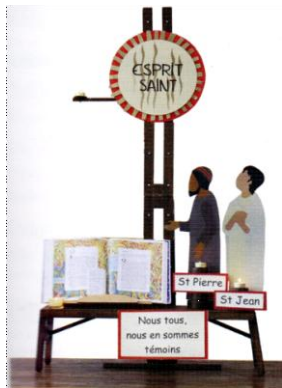 ESPRIT
SAINT
St Pierre
St Jean
Nous tous,
nous en sommes
témoins